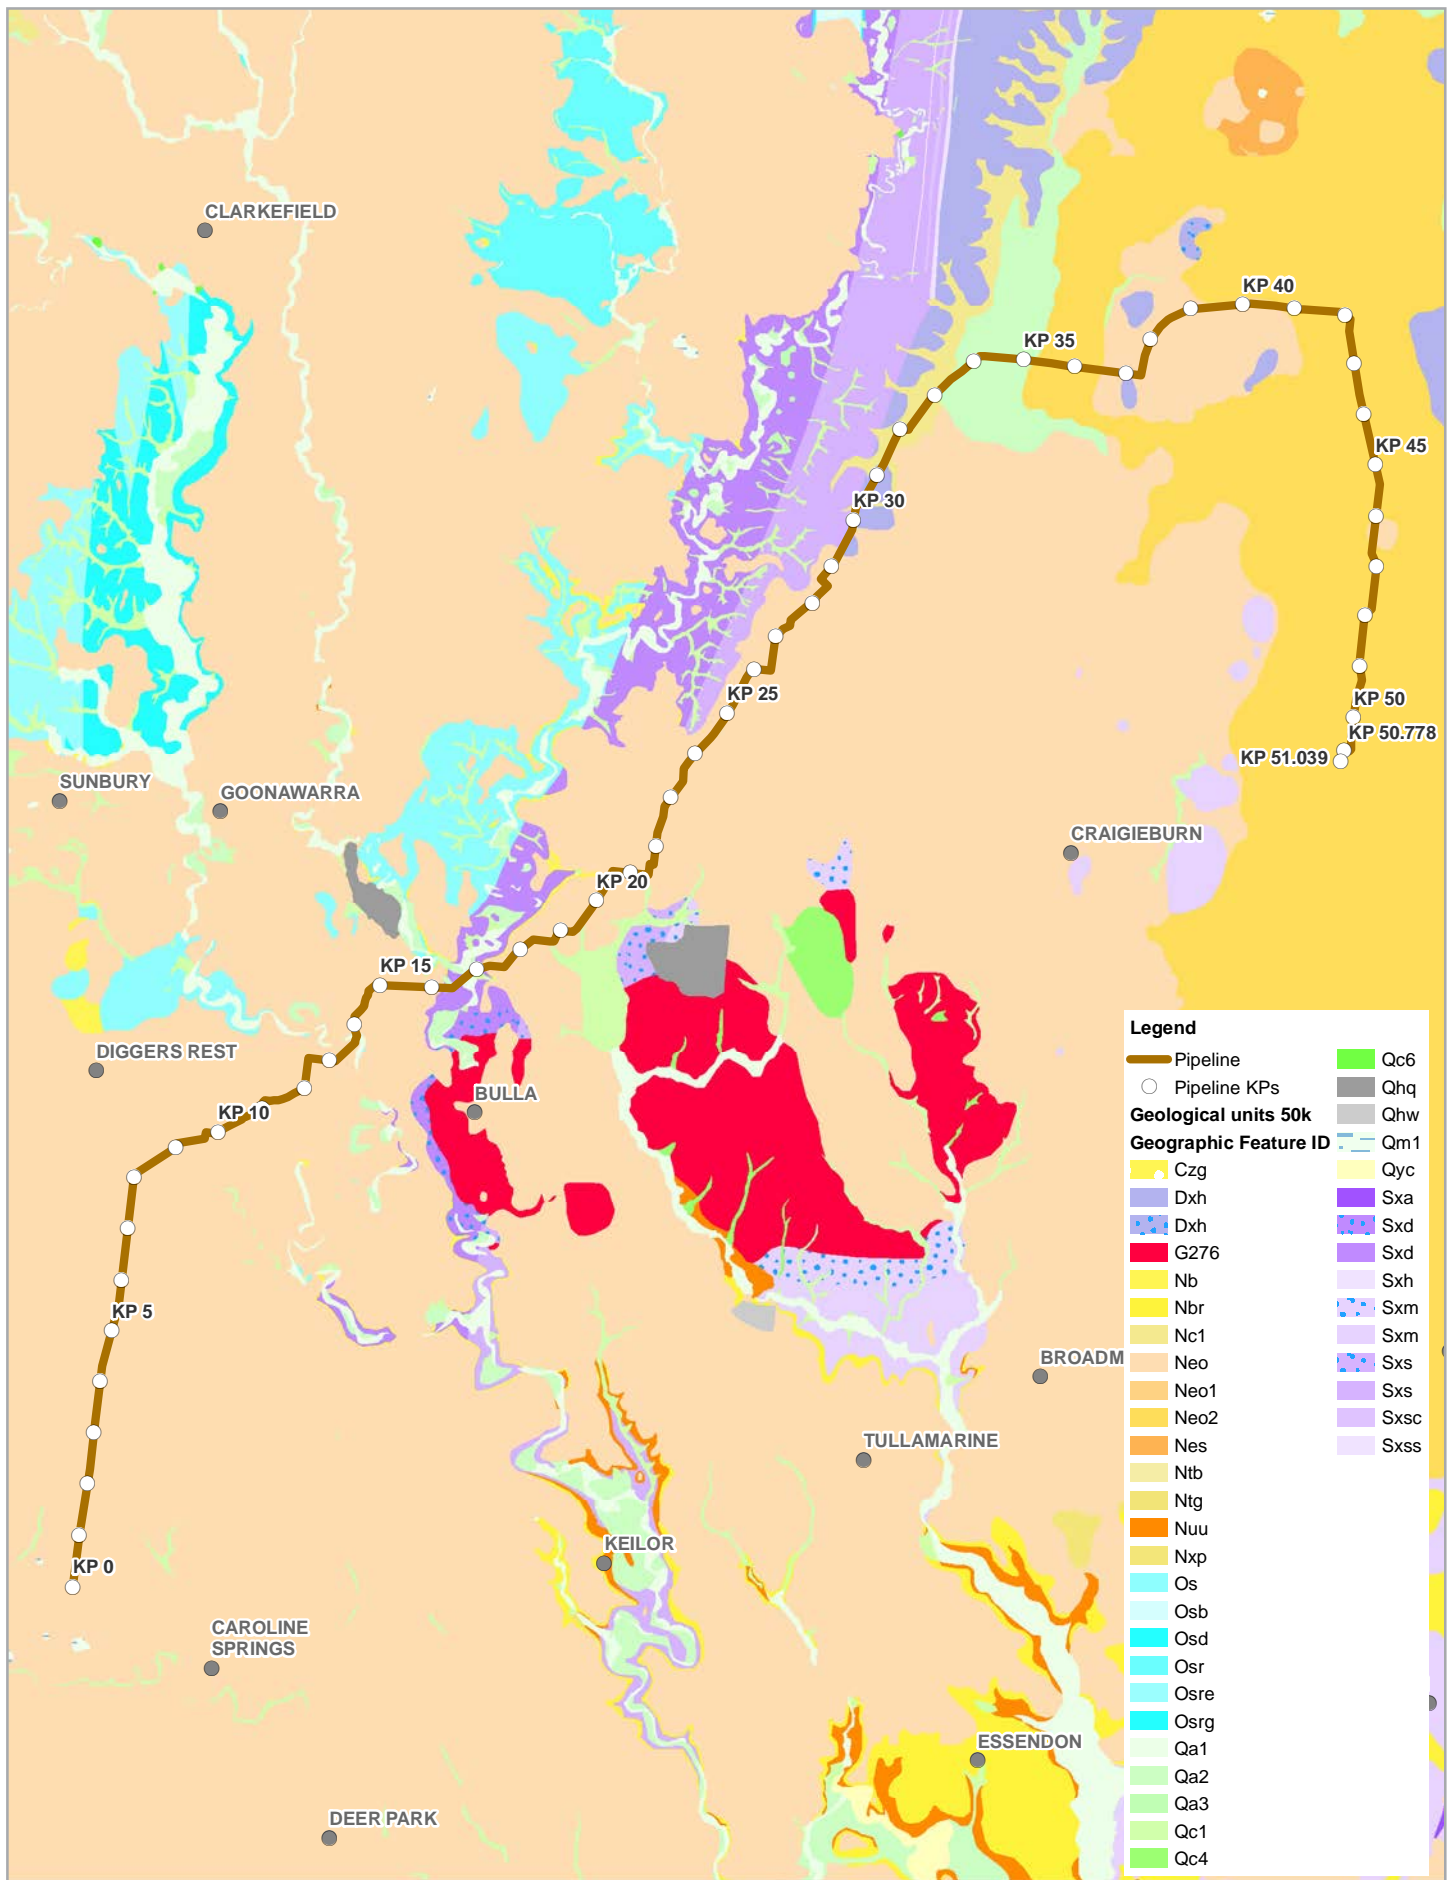 CLARKEFIELD
KP 40
KP 35
KP 45
KP 30
KP 25
KP 50
KP 50.778
KP 51.039
SUNBURY
GOONAWARRA
CRAIGIEBURN
KP 20
KP 15
DIGGERS REST
BULLA
KP 10
KP 5
BROADM
TULLAMARINE
KEILOR
KP 0
CAROLINE
SPRINGS
ESSENDON
DEER PARK
Legend
Pipeline
Pipeline KPs
Geological units 50k
Geographic Feature ID
Czg
Dxh
Dxh
G276
Nb
Nbr
Nc1
Neo
Neo1
Neo2
Nes
Ntb
Ntg
Nuu
Nxp
Os
Osb
Osd
Osr
Osre
Osrg
Qa1
Qa2
Qa3
Qc1
Qc4
Qc6
Qhq
Qhw
Qm1
Qyc
Sxa
Sxd
Sxd
Sxh
Sxm
Sxm
Sxs
Sxs
Sxsc
Sxss